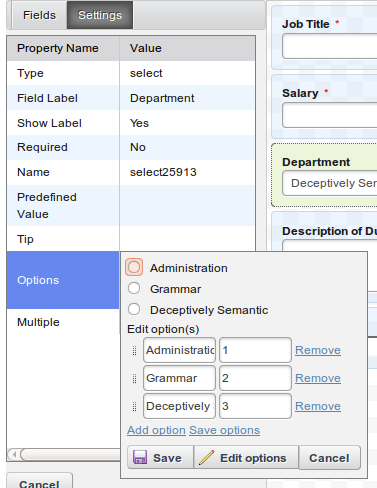 Fields Settings
Property Name Value
Type select
Field Label Department
Show Label Yes
Required No
Name select25913
Predefined
Value
Tip
Options
Multiple
Cancel
Job Title *
Salary *
Department
Deceptively Ser
Description of Du
Administration
Grammar
Deceptively Semantic
Edit option(s)
Administratic 1 Remove
Grammar 2 Remove
Deceptively 3 Remove
Add option Save options
Save Edit options Cancel